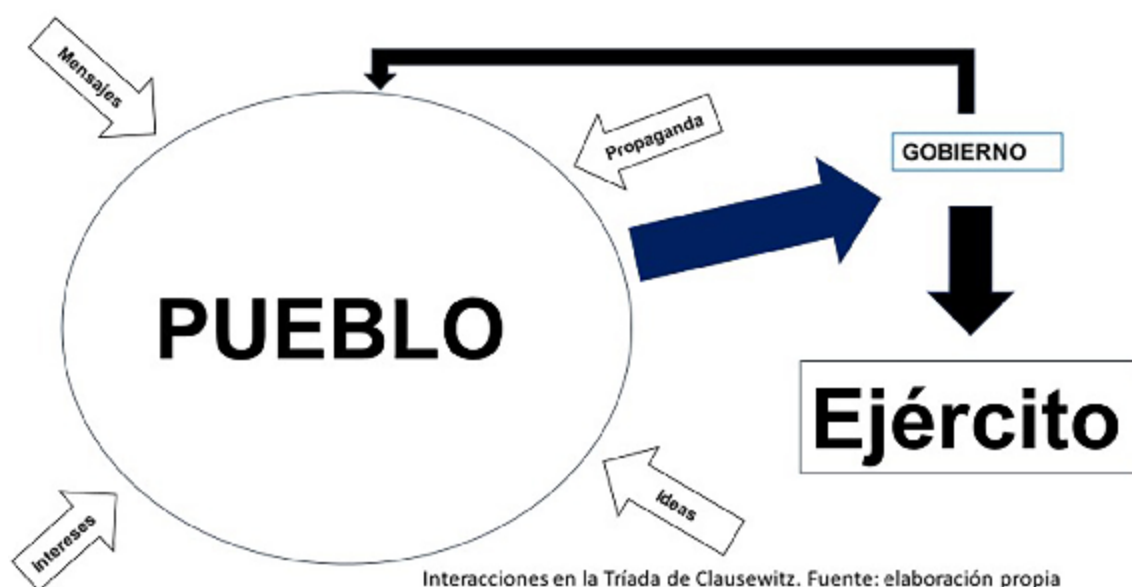 Mensajes
Propaganda
GOBIERNO
PUEBLO
Ejército
Intereses
Ideas
Interacciones en la Tríada de Clausewitz. Fuente: elaboración propia